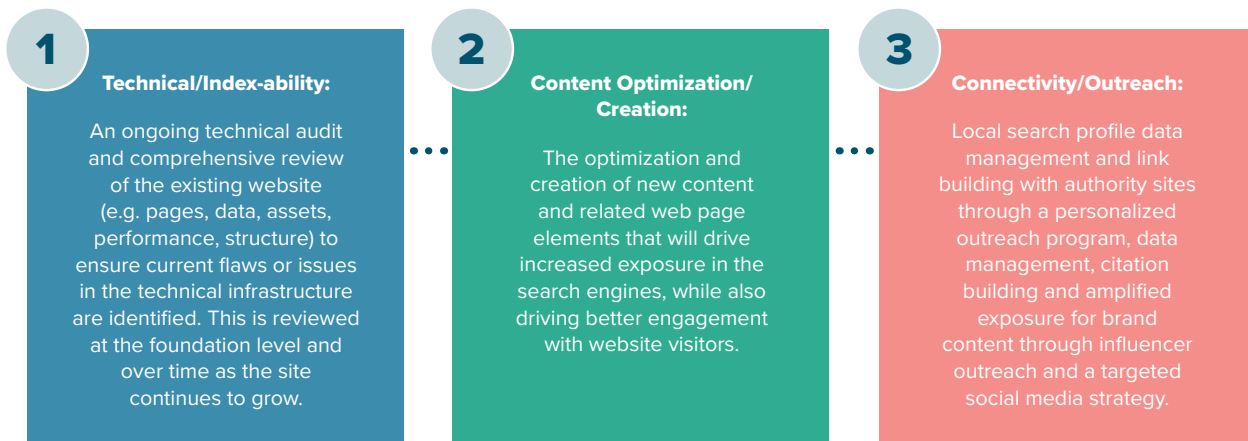 1
Technical/Index-ability:
An ongoing technical audit
and comprehensive review
of the existing website
(e.g. pages, data, assets,
performance, structure) to
ensure current flaws or issues
in the technical infrastructure
are identified. This is reviewed
at the foundation level and
over time as the site
continues to grow.
2
Content Optimization/
Creation:
The optimization and
creation of new content
and related web page
elements that will drive
increased exposure in the
search engines, while also
driving better engagement
with website visitors.
3
Connectivity/Outreach:
Local search profile data
management and link
building with authority sites
through a personalized
outreach program, data
management, citation
building and amplified
exposure for brand
content through influencer
outreach and a targeted
social media strategy.